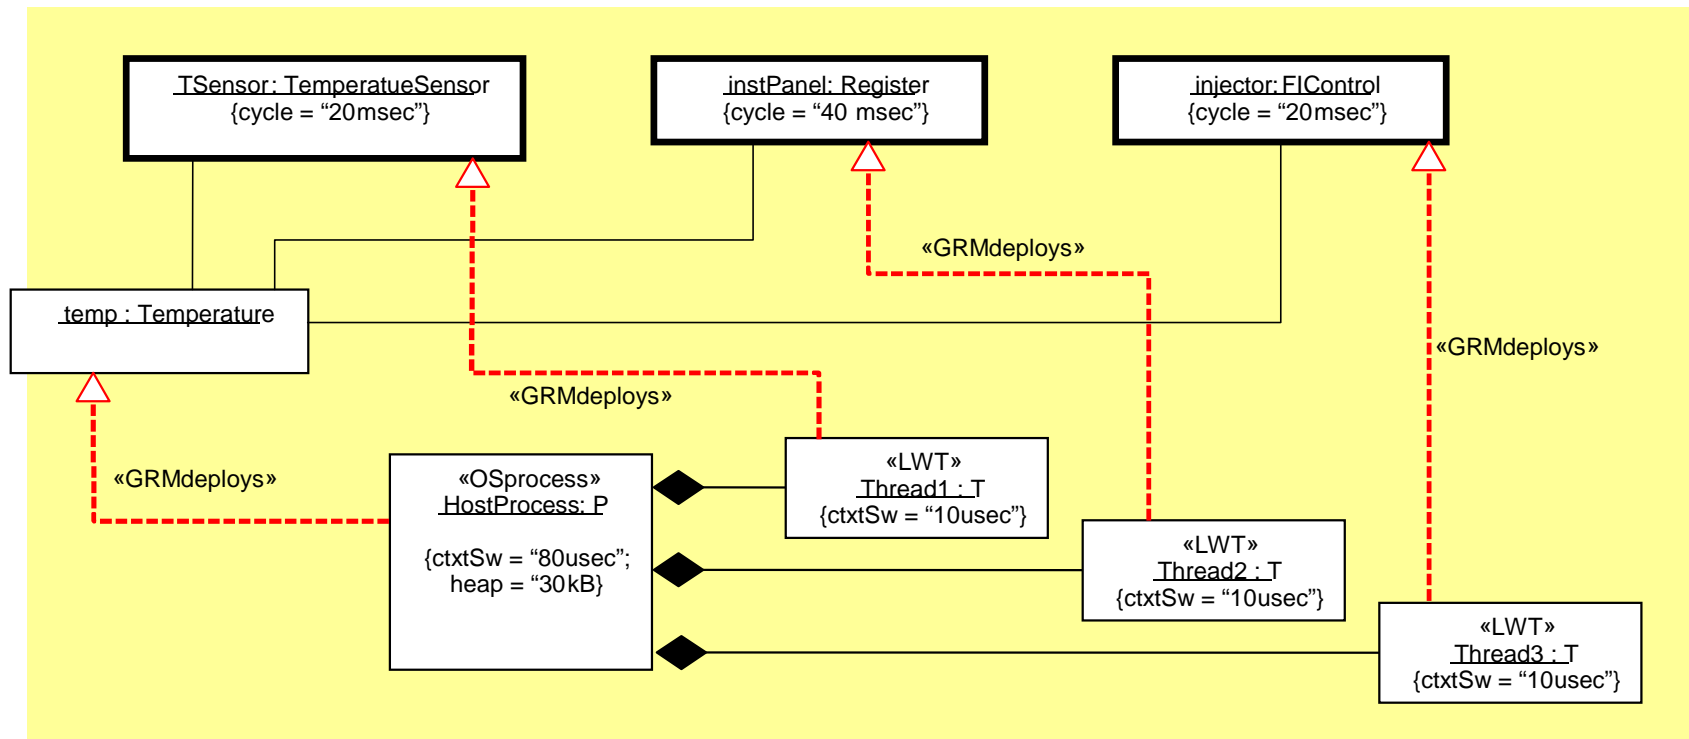 TSensor: TemperatueSensor
{cycle = “20msec”}
instPanel: Register
{cycle = “40 msec”}
injector:FIControl
{cycle = “20msec”}
«GRMdeploys»
temp : Temperature
«GRMdeploys»
«GRMdeploys»
«GRMdeploys»
«OSprocess»
HostProcess: P
{ctxtSw = “80usec”;
heap = “30kB}
«LWT»
Thread1 : T
{ctxtSw = “10usec”}
«LWT»
Thread2 : T
{ctxtSw = “10usec”}
«LWT»
Thread3 : T
{ctxtSw = “10usec”}